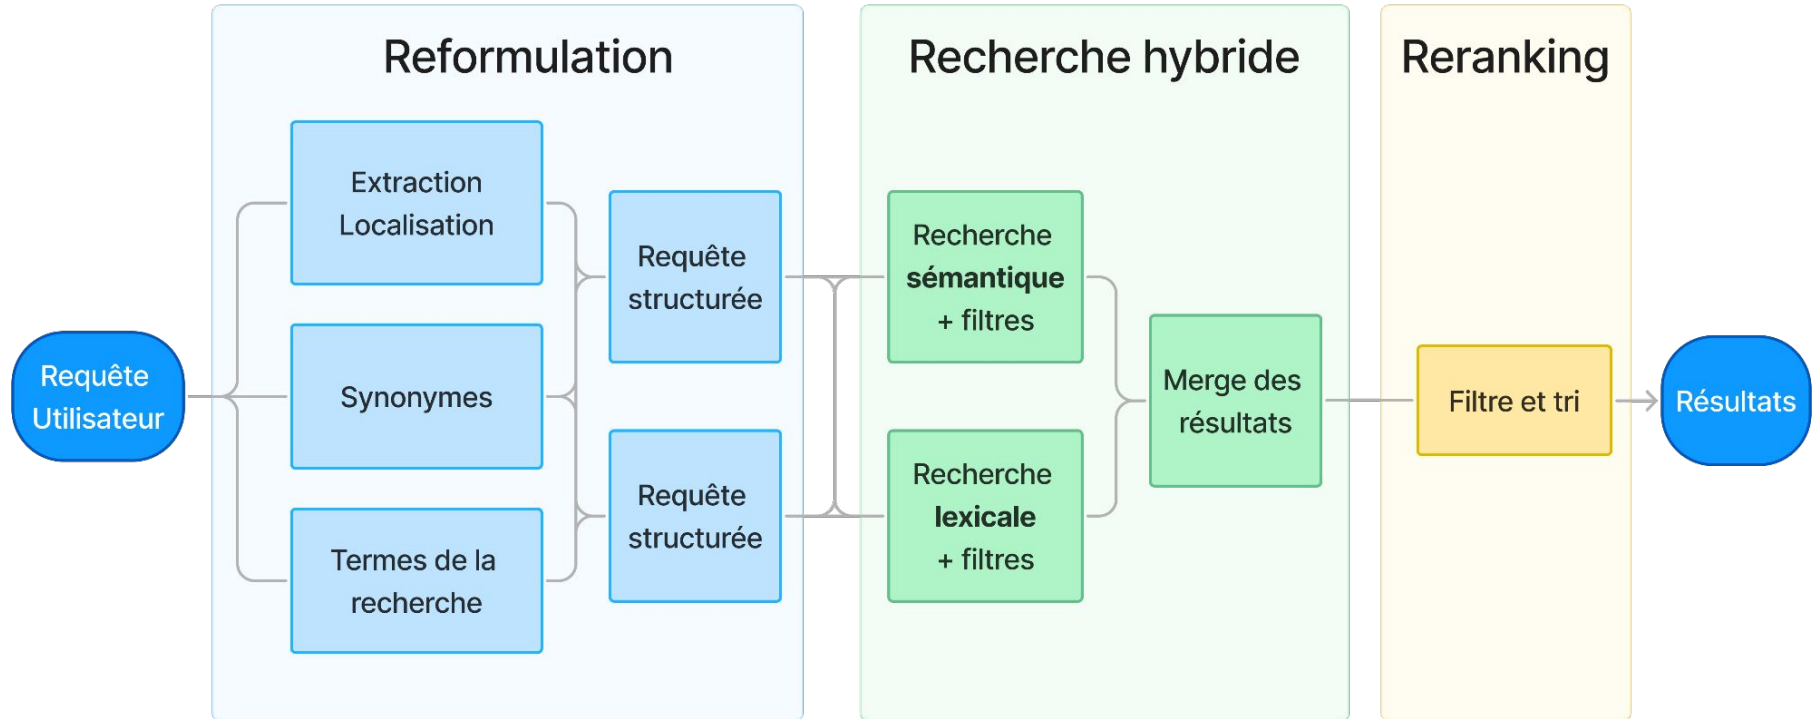 Reformulation
Recherche hybride
Reranking
Requête
Utilisateur
Extraction
Localisation
Synonymes
Termes de la
recherche
Requête
structurée
Requête
structurée
Recherche
sémantique
+ filtres
Recherche
lexicale
+ filtres
Merge des
résultats
Filtre et tri
Résultats